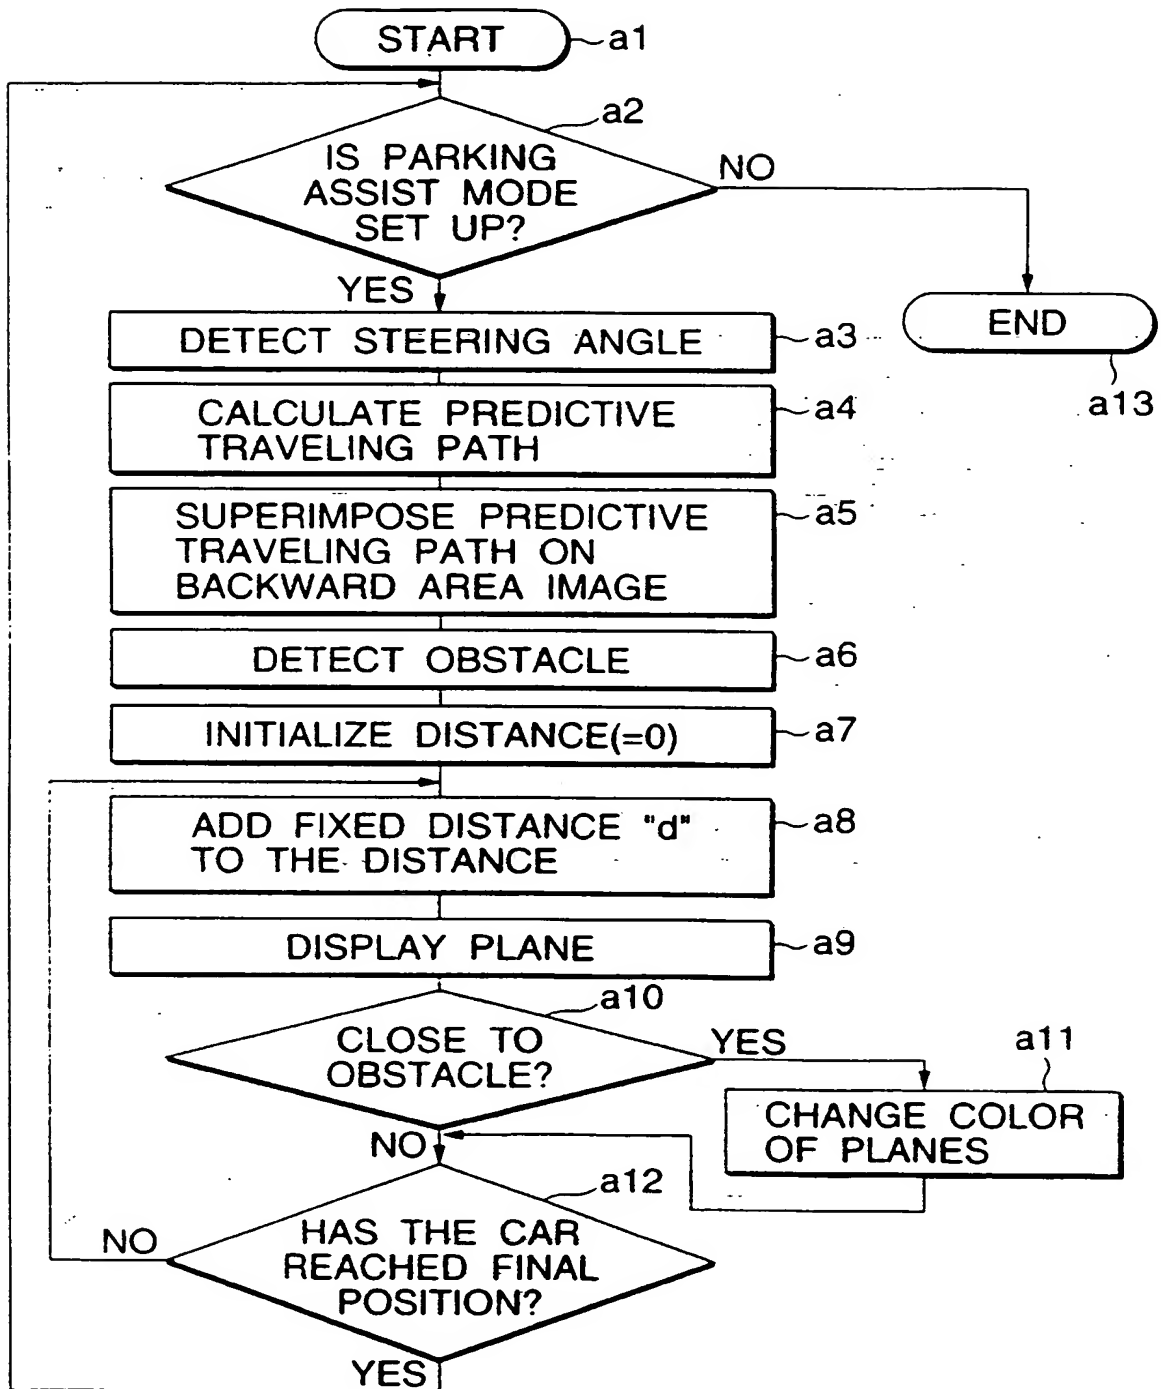 START
a1
a2
IS PARKING
ASSIST MODE
SET UP?
NO
YES
END
a13
DETECT STEERING ANGLE
a3
CALCULATE PREDICTIVE
TRAVELING PATH
a4
SUPERIMPOSE PREDICTIVE
TRAVELING PATH ON
BACKWARD AREA IMAGE
a5
DETECT OBSTACLE
a6
INITIALIZE DISTANCE(=0)
a7
ADD FIXED DISTANCE "d"
TO THE DISTANCE
a8
DISPLAY PLANE
a9
a10
CLOSE TO
OBSTACLE?
YES
a11
CHANGE COLOR
OF PLANES
NO
a12
HAS THE CAR
REACHED FINAL
POSITION?
NO
YES